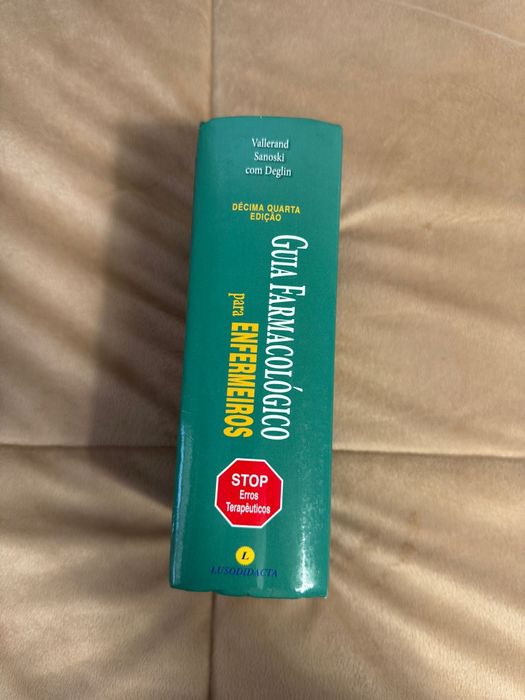 Vallerand
Sanoski
com Deglin
DÉCIMA QUARTA
EDIÇÃO
GUIA FARMACOLÓGICO
para ENFERMEIROS
STOP
Erros
Terapêuticos
L
LUSODIDACTA